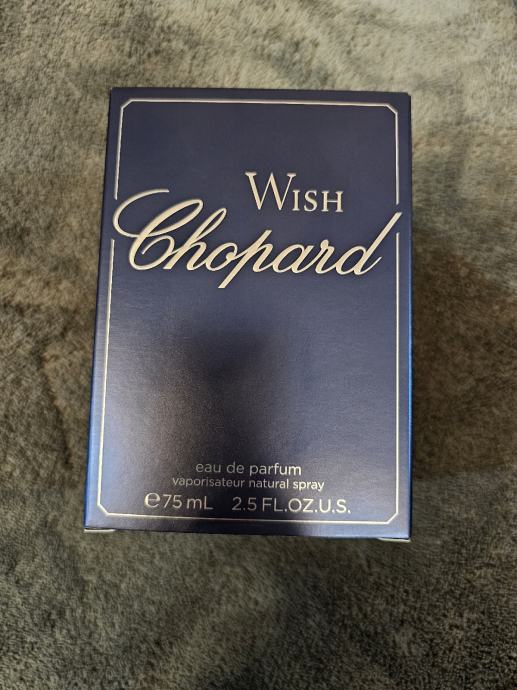 WISH
Chopard
eau de parfum
vaporisateur natural spray
℮75 mL 2.5 FL.OZ.U.S.